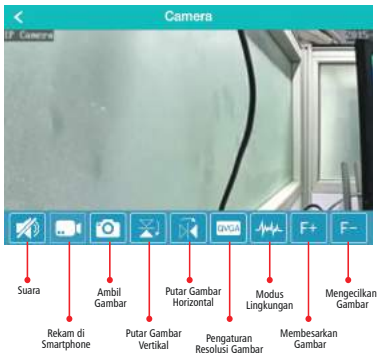 Camera
IP Camera
2015-
QVGA
F+
F-
Suara
Ambil
Gambar
Putar Gambar
Horizontal
Modus
Lingkungan
Mengecilkan
Gambar
Rekam di
Smartphone
Putar Gambar
Vertikal
Pengaturan
Resolusi Gambar
Membesarkan
Gambar